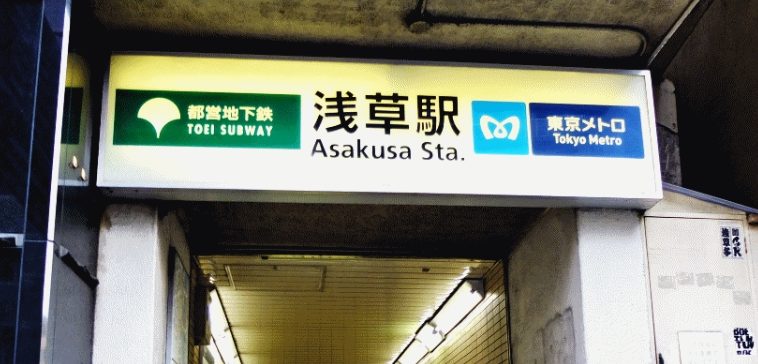 都営地下鉄
TOEI SUBWAY
浅草駅
Asakusa Sta.
東京メトロ
Tokyo Metro